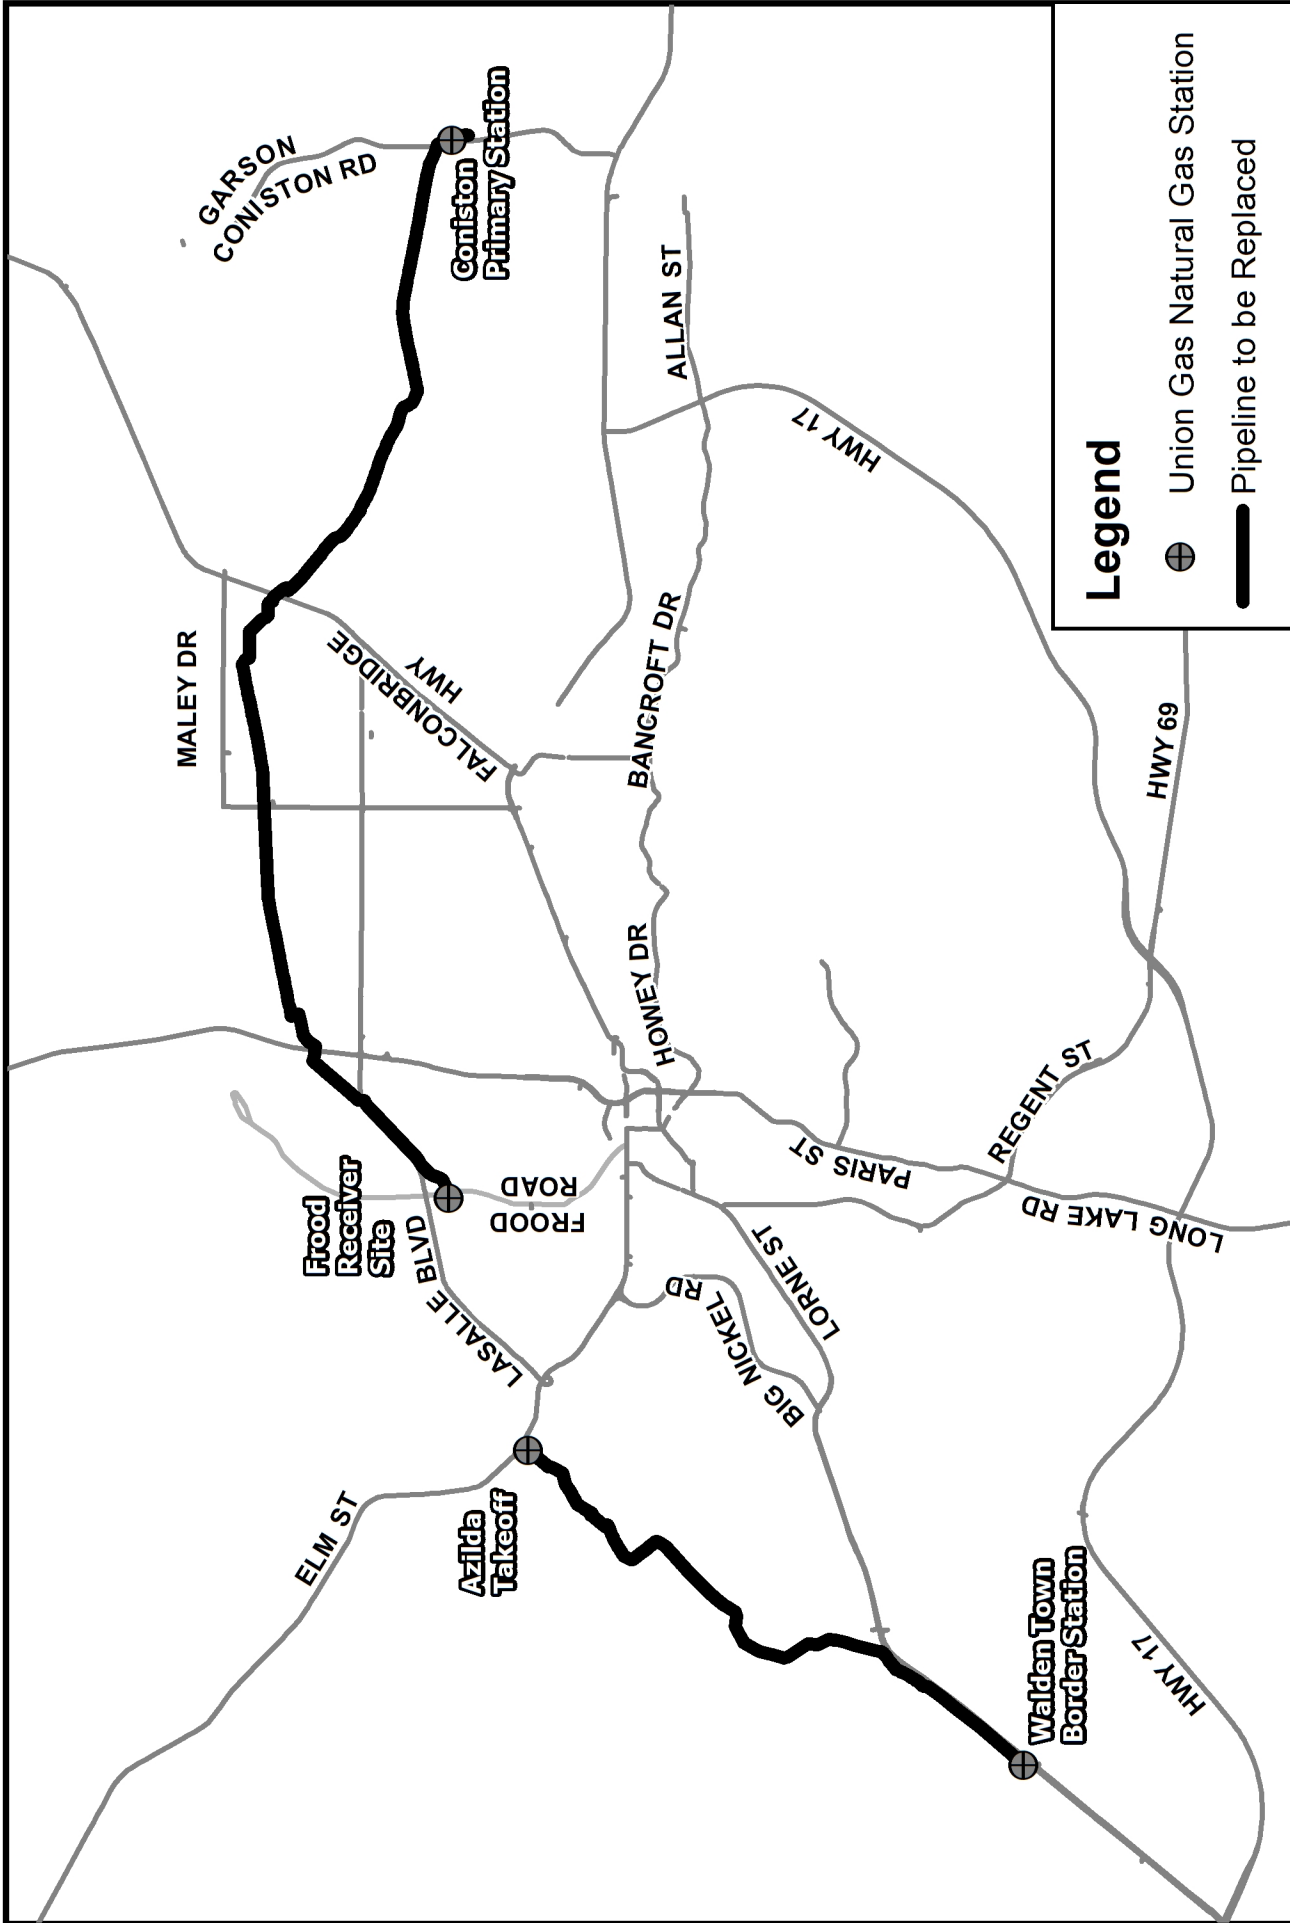 ELM ST
Azilda
Takeoff
LASALLE BLVD
Frood
Receiver
Site
FROOD
ROAD
MALEY DR
FALCONBRIDGE
HWY
GARSON
CONISTON RD
Coniston
Primary Station
ALLAN ST
BANCROFT DR
HOWEY DR
HWY 17
BIG NICKEL RD
LORNE ST
PARIS ST
REGENT ST
LONG LAKE RD
HWY 69
Walden Town
Border Station
HWY 17
Legend
Union Gas Natural Gas Station
Pipeline to be Replaced